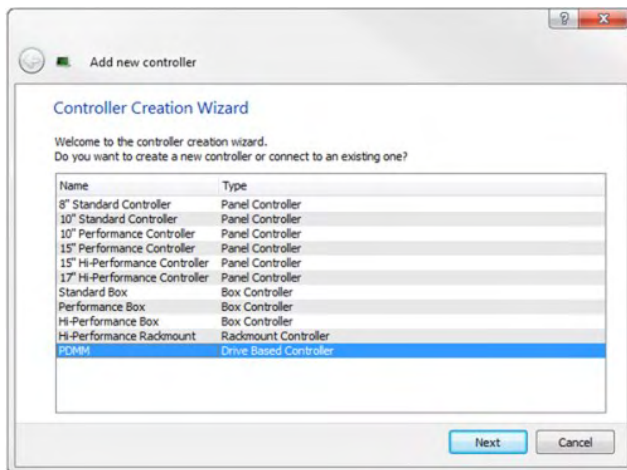 Add new controller
Controller Creation Wizard
Welcome to the controller creation wizard.
Do you want to create a new controller or connect to an existing one?
Name Type
8" Standard Controller Panel Controller
10" Standard Controller Panel Controller
10" Performance Controller Panel Controller
15" Performance Controller Panel Controller
15" Hi-Performance Controller Panel Controller
17" Hi-Performance Controller Panel Controller
Standard Box Box Controller
Performance Box Box Controller
Hi-Performance Box Box Controller
Hi-Performance Rackmount Rackmount Controller
PDMM Drive Based Controller
Next Cancel